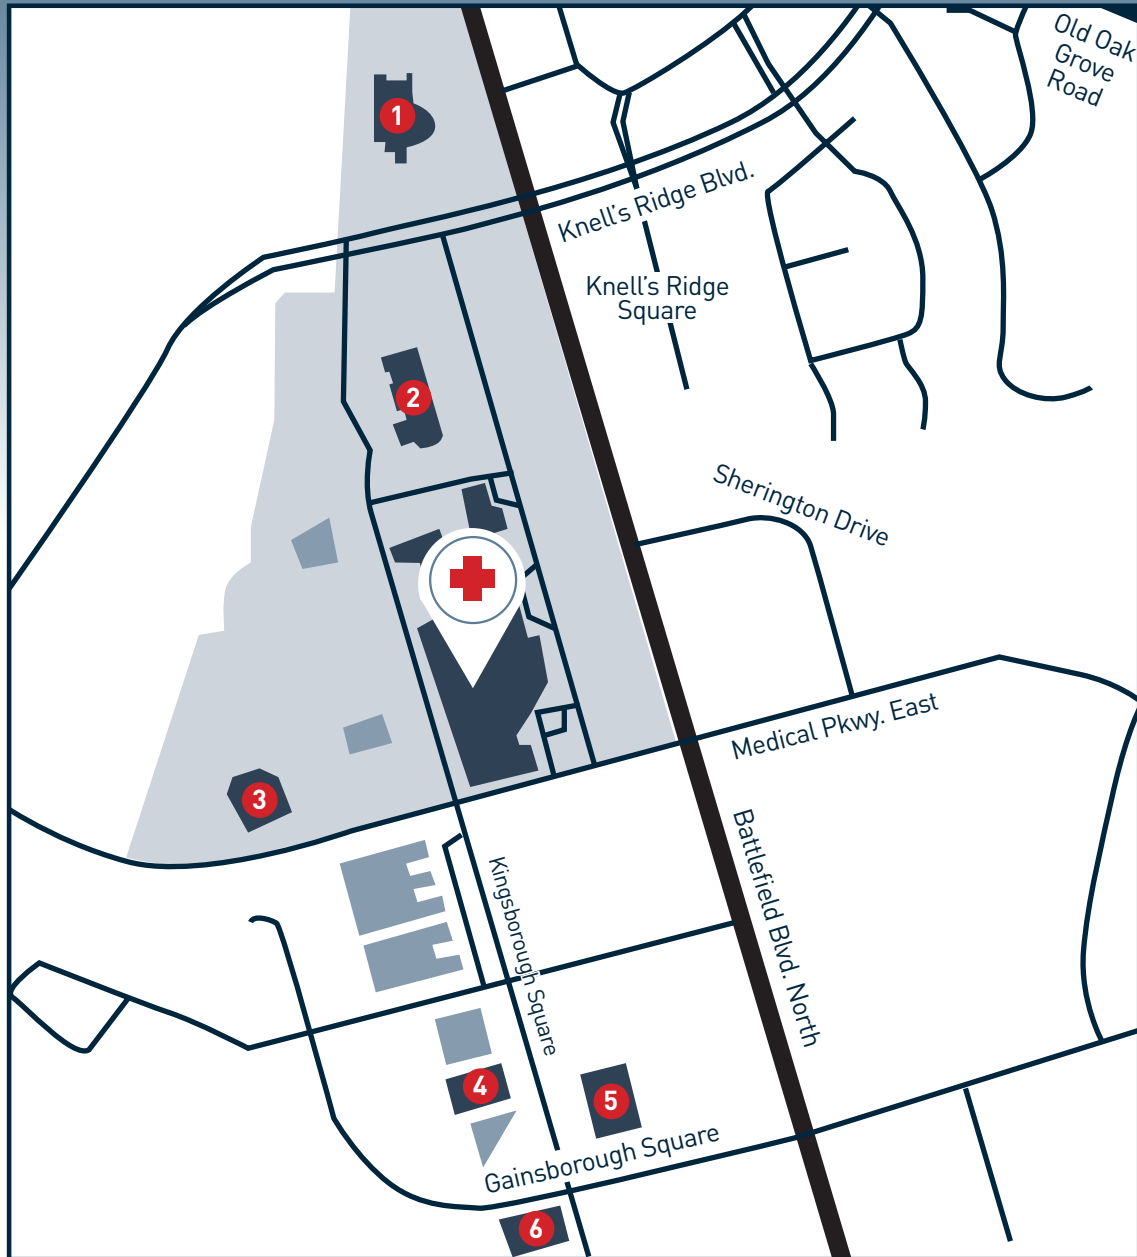 Old Oak
Grove
Road
1
Knell's Ridge Blvd.
Knell's Ridge
Square
2
Sherington Drive
Medical Pkwy. East
3
Battlefield Blvd. North
Kingsborough Square
4
5
Gainsborough Square
6